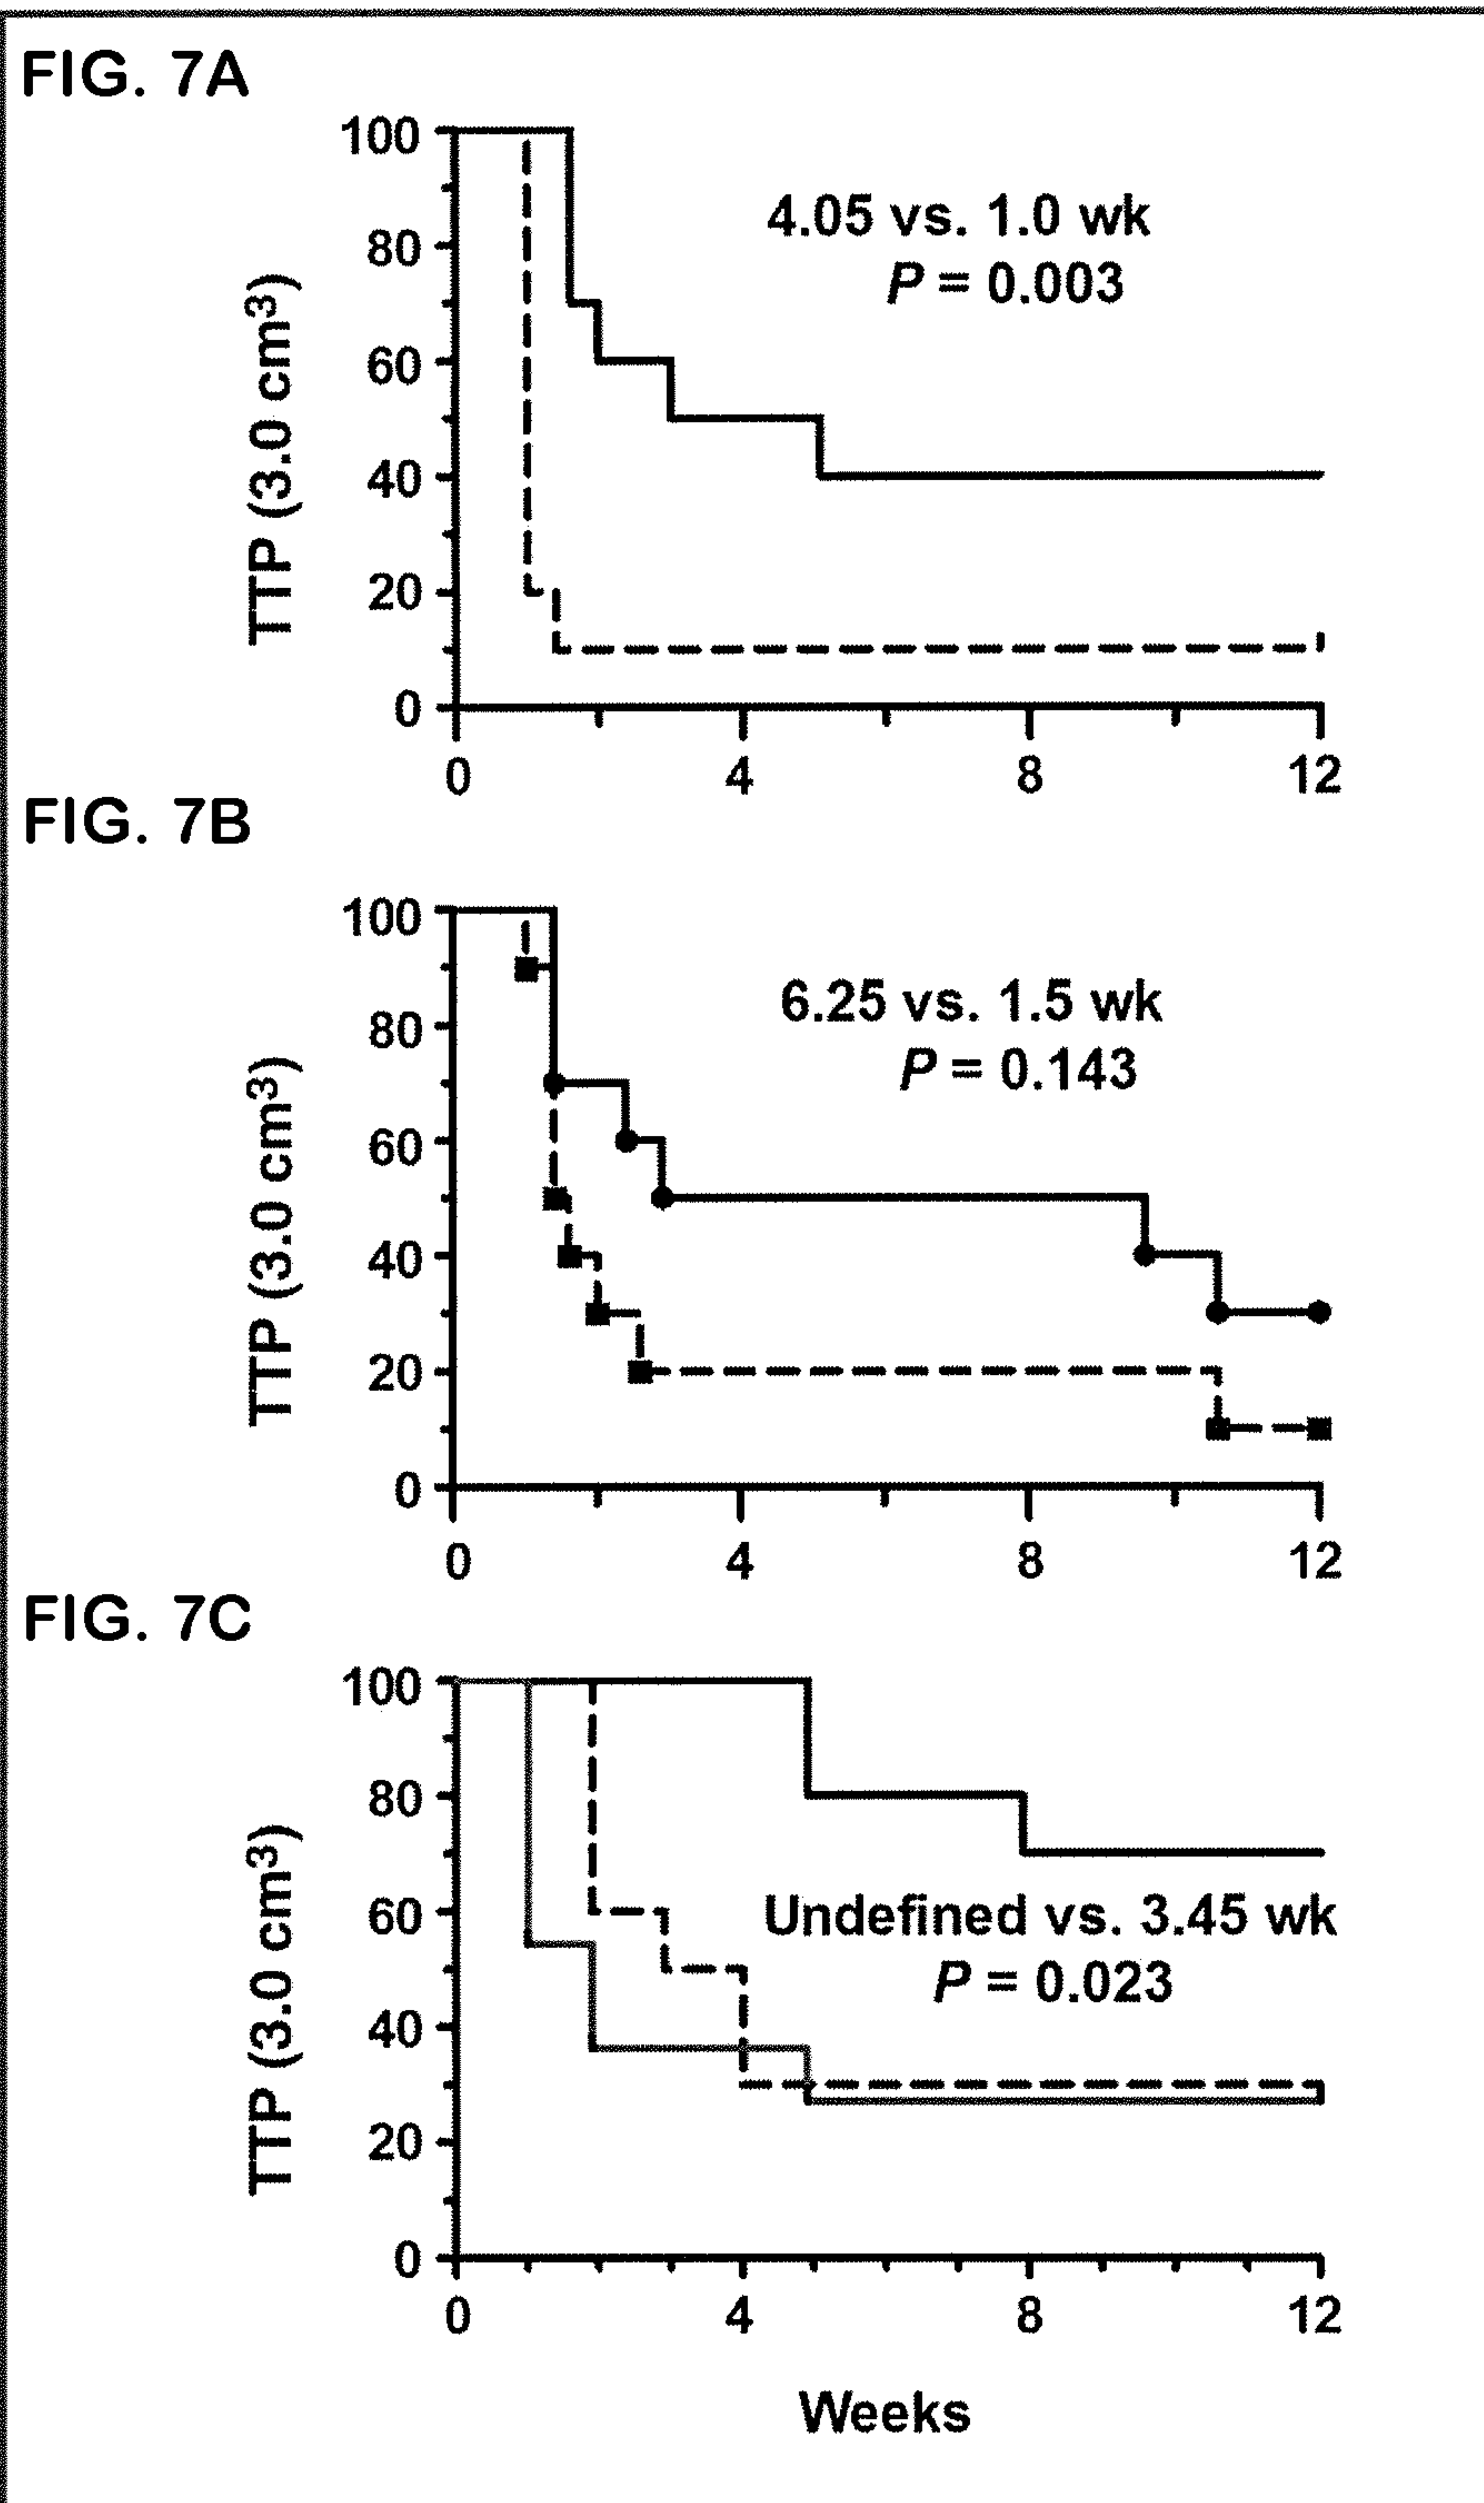 FIG. 7A
100
80
60
40
20
0
TTP (3.0 cm³)
4.05 vs. 1.0 wk
P = 0.003
0 4 8 12
FIG. 7B
100
80
60
40
20
0
TTP (3.0 cm³)
6.25 vs. 1.5 wk
P = 0.143
0 4 8 12
FIG. 7C
100
80
60
40
20
0
TTP (3.0 cm³)
Undefined vs. 3.45 wk
P = 0.023
0 4 8 12
Weeks